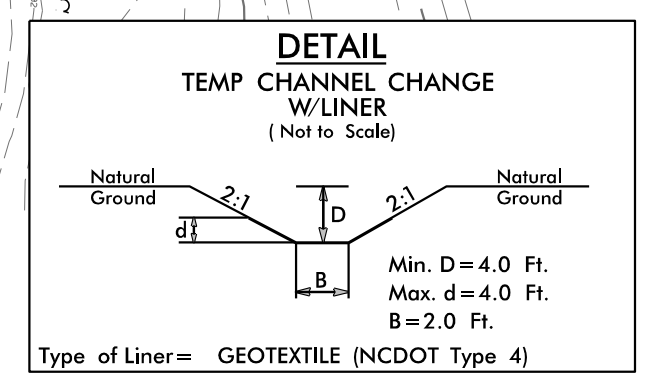 DETAIL
TEMP CHANNEL CHANGE
W/LINER
( Not to Scale)
Natural
Ground
2:1
d
D
2:1
Natural
Ground
B
Min. D=4.0 Ft.
Max. d=4.0 Ft.
B=2.0 Ft.
Type of Liner= GEOTEXTILE (NCDOT Type 4)